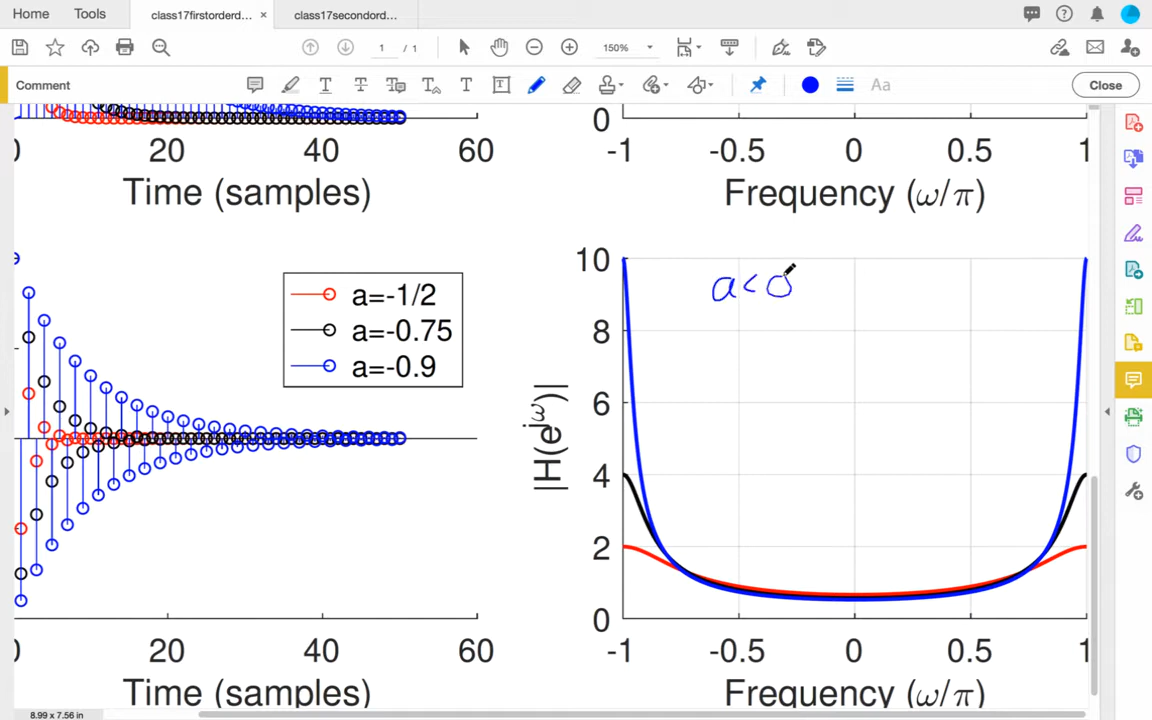 Home Tools class17firstorderd... × class17secondord...
1 / 1 150%
Comment T T T T T T Aa Close
0
0 20 40 60
-1 -0.5 0 0.5 1
Time (samples)
Frequency (ω/π)
a=-1/2
a=-0.75
a=-0.9
a<0
10
8
6
4
2
0
|H(e^jω)|
0 20 40 60
-1 -0.5 0 0.5 1
Time (samples)
Frequency (ω/π)
8.99 x 7.56 in